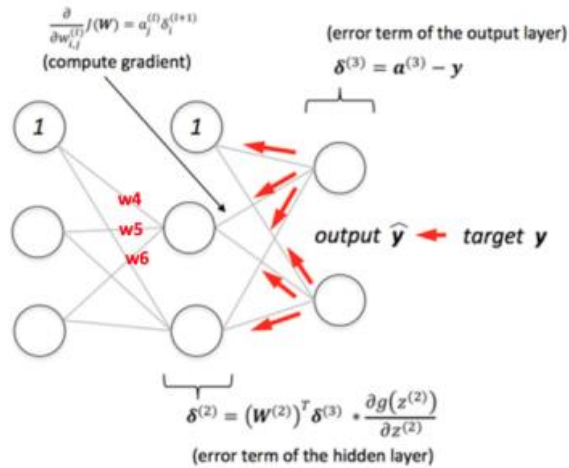 ∂/∂w_{i,j}^{(l)} J(W) = a_j^{(l)} δ_i^{(l+1)}
(compute gradient)
(error term of the output layer)
δ^{(3)} = a^{(3)} − y
1
1
w4
w5
w6
output ŷ target y
δ^{(2)} = (W^{(2)})^T δ^{(3)} * ∂g(z^{(2)})/∂z^{(2)}
(error term of the hidden layer)